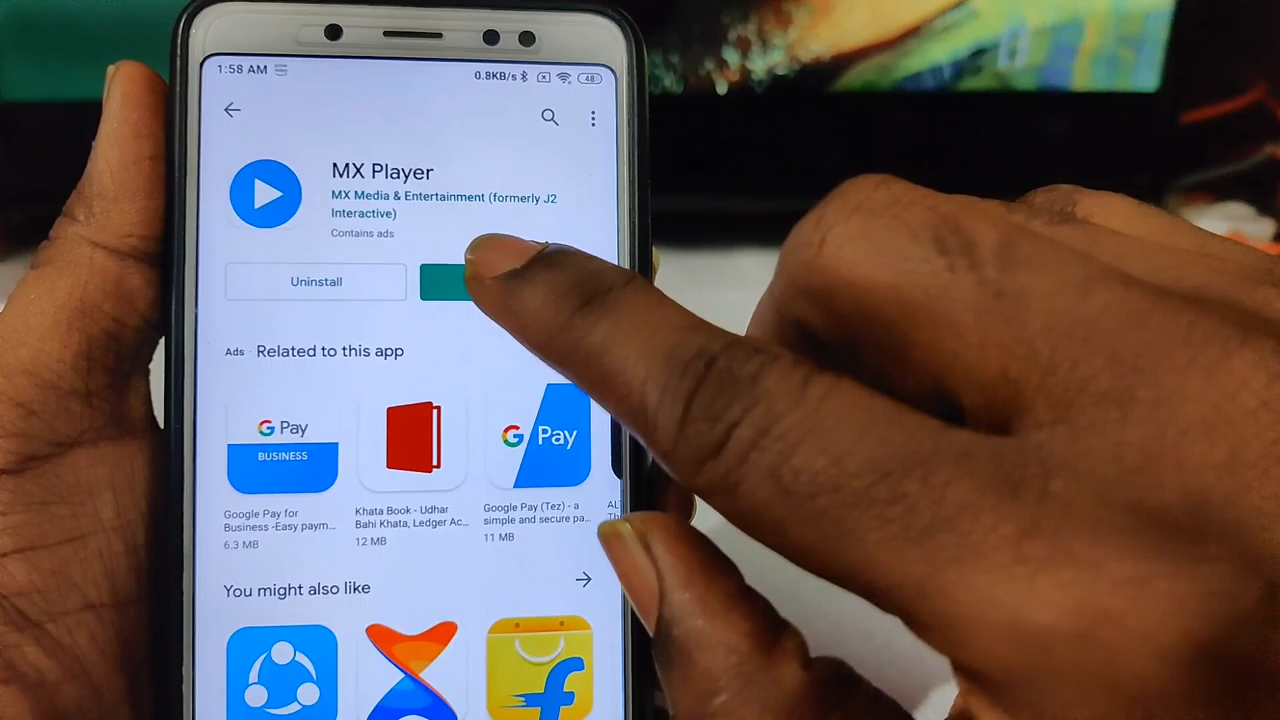 1:58 AM
0.8KB/s
48
MX Player
MX Media & Entertainment (formerly J2
Interactive)
Contains ads
Uninstall
Ads · Related to this app
G Pay
BUSINESS
G Pay
Google Pay for
Business -Easy paym...
6.3 MB
Khata Book - Udhar
Bahi Khata, Ledger Ac...
12 MB
Google Pay (Tez) - a
simple and secure pa...
11 MB
You might also like